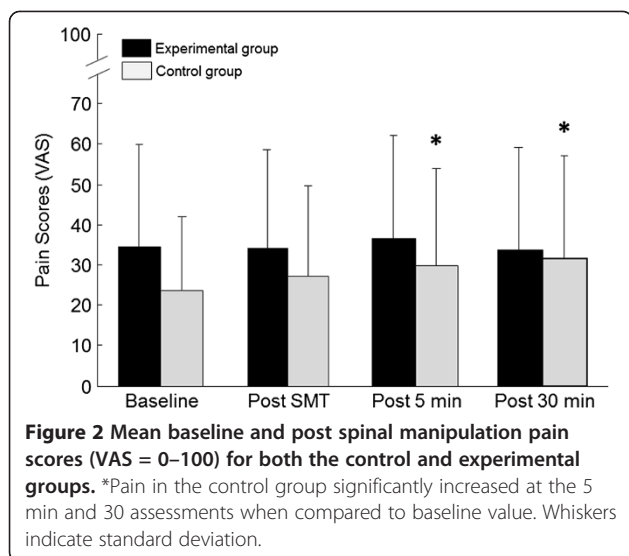 100
Experimental group
Control group
70
60
50
40
30
20
10
0
Pain Scores (VAS)
* *
Baseline Post SMT Post 5 min Post 30 min
Figure 2 Mean baseline and post spinal manipulation pain
scores (VAS = 0–100) for both the control and experimental
groups. *Pain in the control group significantly increased at the 5
min and 30 assessments when compared to baseline value. Whiskers
indicate standard deviation.